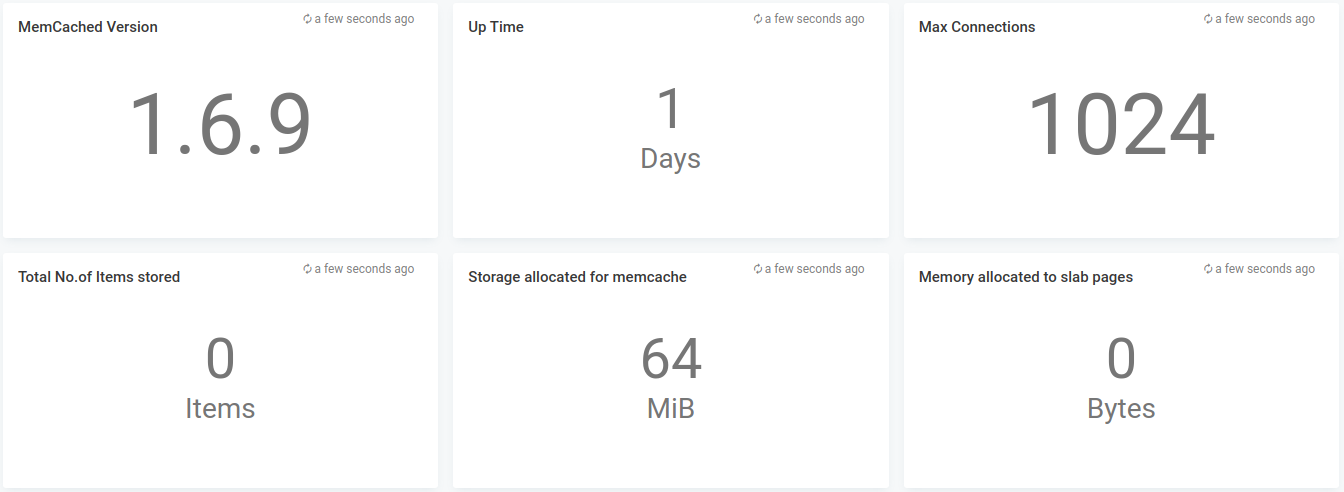 MemCached Version
a few seconds ago
1.6.9
Up Time
a few seconds ago
1
Days
Max Connections
a few seconds ago
1024
Total No.of Items stored
a few seconds ago
0
Items
Storage allocated for memcache
a few seconds ago
64
MiB
Memory allocated to slab pages
a few seconds ago
0
Bytes